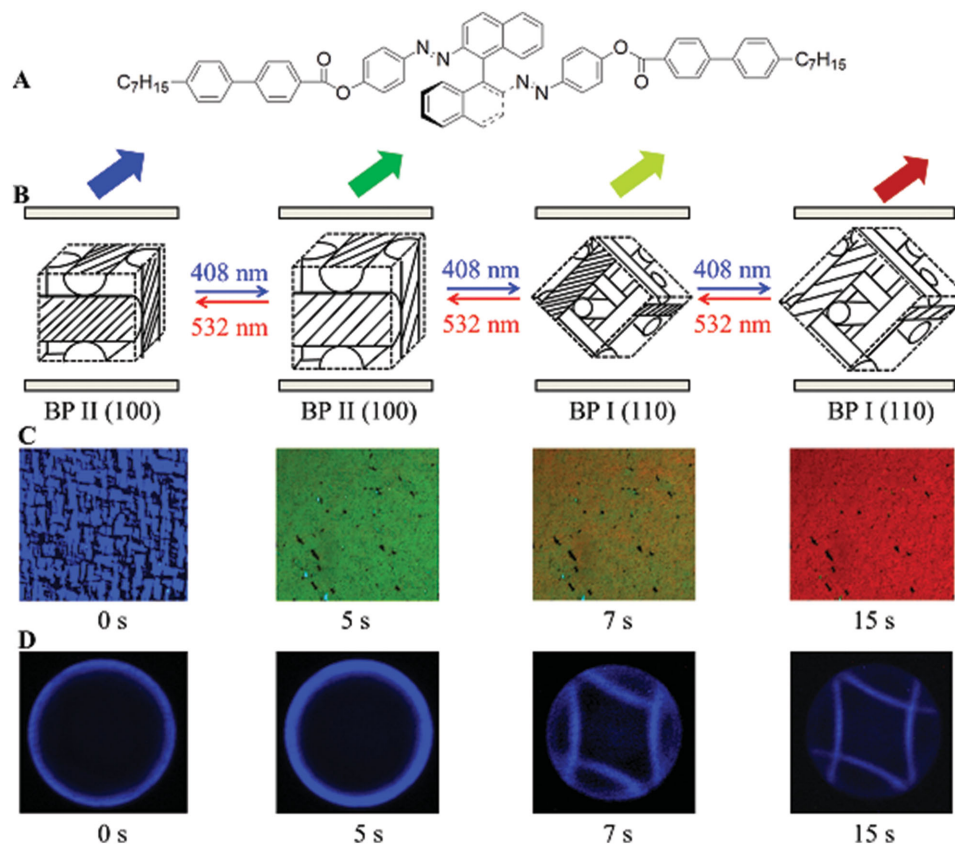 A
C7H15
O
O
N
N
N
N
O
O
C7H15
B
408 nm
532 nm
408 nm
532 nm
408 nm
532 nm
BP II (100)
BP II (100)
BP I (110)
BP I (110)
C
0 s
5 s
7 s
15 s
D
0 s
5 s
7 s
15 s